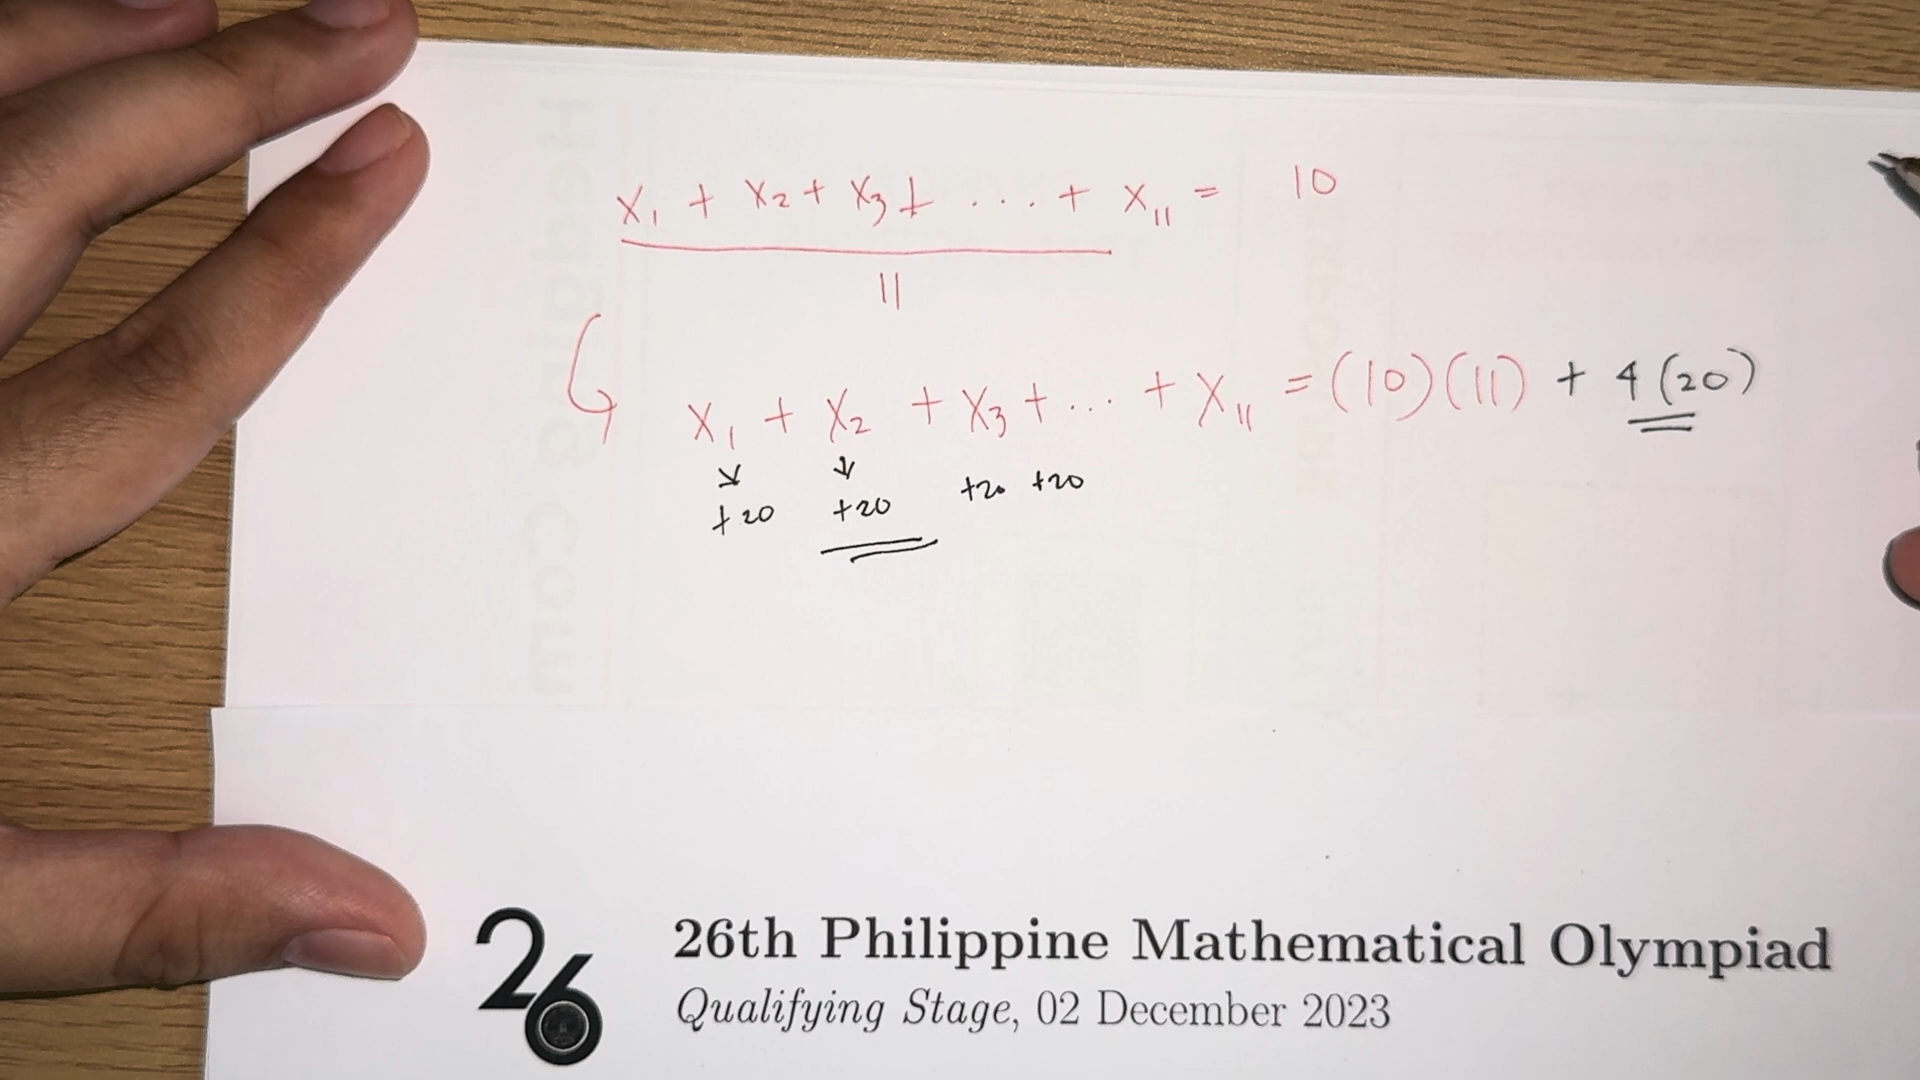 x₁ + x₂ + x₃ + ... + x₁₁ = 10
11
x₁ + x₂ + x₃ + ... + x₁₁ = (10)(11) + 4(20)
+20 +20 +20 +20
26
26th Philippine Mathematical Olympiad
Qualifying Stage, 02 December 2023